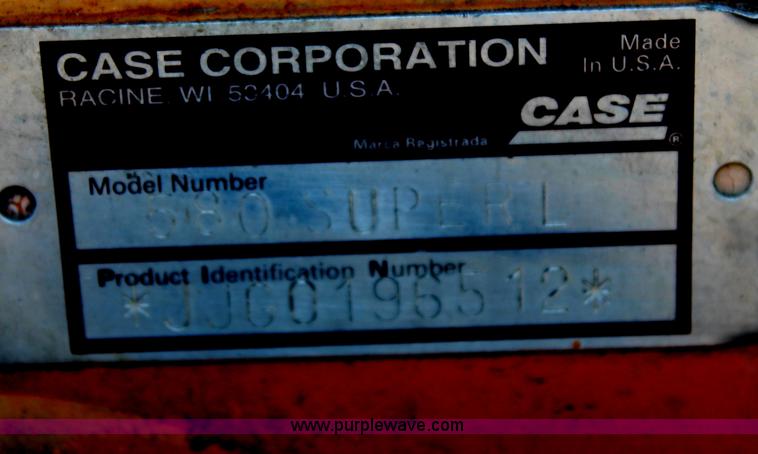 CASE CORPORATION
RACINE, WI 53404 U.S.A.
Made
In U.S.A.
CASE
®
Marca Registrada
Model Number
580 SUPER L
Product Identification Number
*JJG0196512*
www.purplewave.com